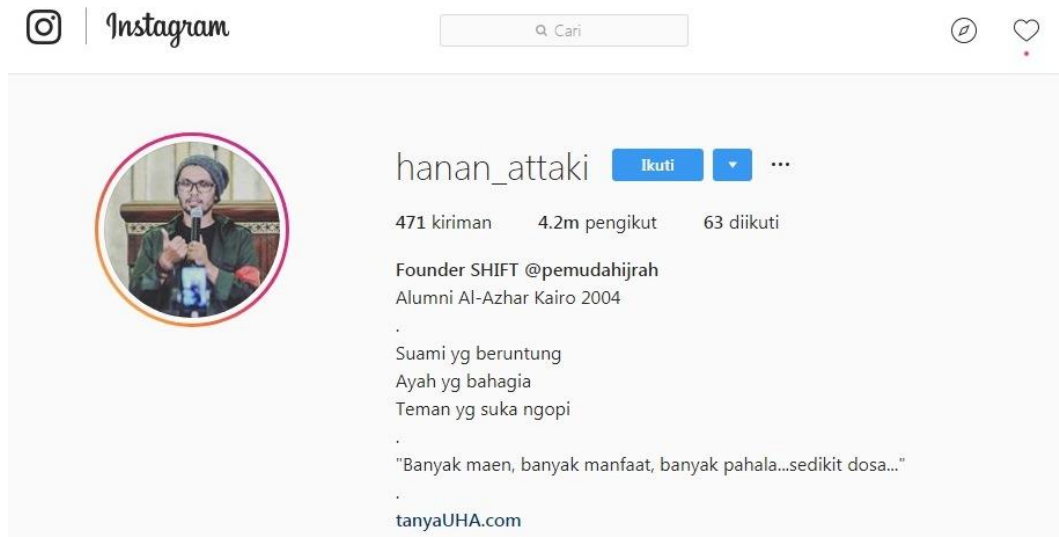 Instagram
Cari
hanan_attaki Ikuti ...
471 kiriman 4.2m pengikut 63 diikuti
Founder SHIFT @pemudahijrah
Alumni Al-Azhar Kairo 2004
.
Suami yg beruntung
Ayah yg bahagia
Teman yg suka ngopi
.
"Banyak maen, banyak manfaat, banyak pahala...sedikit dosa..."
.
tanyaUHA.com